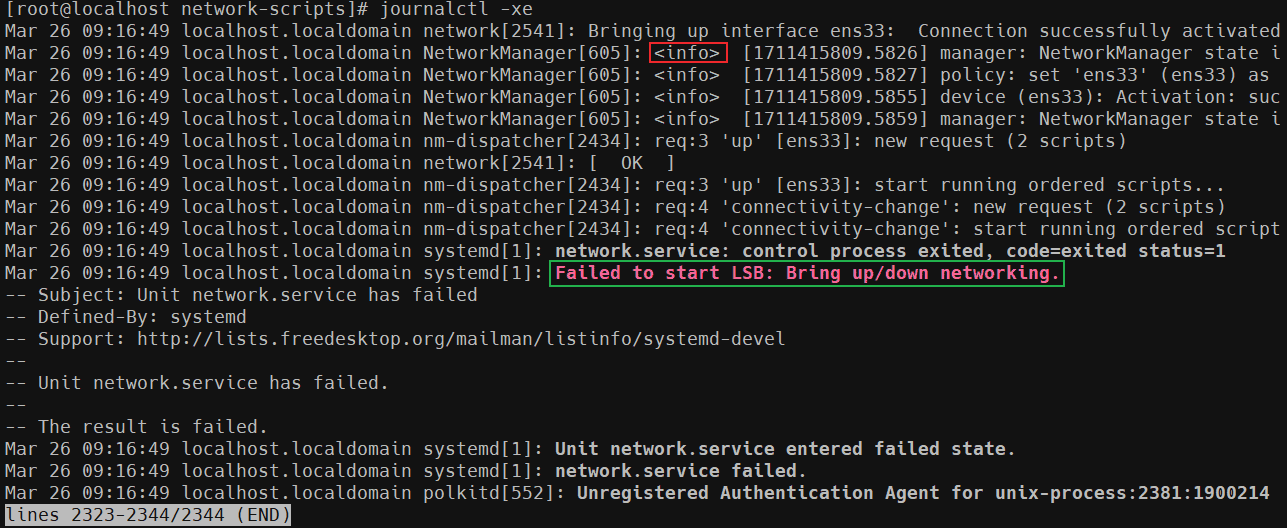 [root@localhost network-scripts]# journalctl -xe
Mar 26 09:16:49 localhost.localdomain network[2541]: Bringing up interface ens33:  Connection successfully activated
Mar 26 09:16:49 localhost.localdomain NetworkManager[605]: <info>  [1711415809.5826] manager: NetworkManager state i
Mar 26 09:16:49 localhost.localdomain NetworkManager[605]: <info>  [1711415809.5827] policy: set 'ens33' (ens33) as
Mar 26 09:16:49 localhost.localdomain NetworkManager[605]: <info>  [1711415809.5855] device (ens33): Activation: suc
Mar 26 09:16:49 localhost.localdomain NetworkManager[605]: <info>  [1711415809.5859] manager: NetworkManager state i
Mar 26 09:16:49 localhost.localdomain nm-dispatcher[2434]: req:3 'up' [ens33]: new request (2 scripts)
Mar 26 09:16:49 localhost.localdomain network[2541]: [  OK  ]
Mar 26 09:16:49 localhost.localdomain nm-dispatcher[2434]: req:3 'up' [ens33]: start running ordered scripts...
Mar 26 09:16:49 localhost.localdomain nm-dispatcher[2434]: req:4 'connectivity-change': new request (2 scripts)
Mar 26 09:16:49 localhost.localdomain nm-dispatcher[2434]: req:4 'connectivity-change': start running ordered script
Mar 26 09:16:49 localhost.localdomain systemd[1]: network.service: control process exited, code=exited status=1
Mar 26 09:16:49 localhost.localdomain systemd[1]: Failed to start LSB: Bring up/down networking.
-- Subject: Unit network.service has failed
-- Defined-By: systemd
-- Support: http://lists.freedesktop.org/mailman/listinfo/systemd-devel
--
-- Unit network.service has failed.
--
-- The result is failed.
Mar 26 09:16:49 localhost.localdomain systemd[1]: Unit network.service entered failed state.
Mar 26 09:16:49 localhost.localdomain systemd[1]: network.service failed.
Mar 26 09:16:49 localhost.localdomain polkitd[552]: Unregistered Authentication Agent for unix-process:2381:1900214
lines 2323-2344/2344 (END)